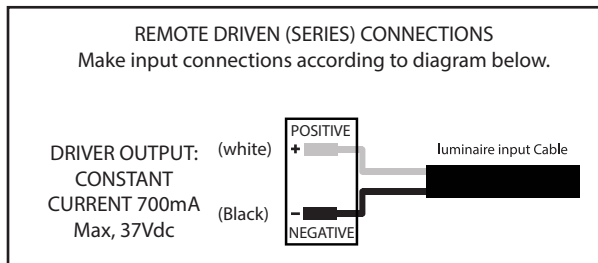 REMOTE DRIVEN (SERIES) CONNECTIONS
Make input connections according to diagram below.
DRIVER OUTPUT:
CONSTANT
CURRENT 700mA
Max, 37Vdc
(white)
(Black)
POSITIVE
+
-
NEGATIVE
luminaire input Cable